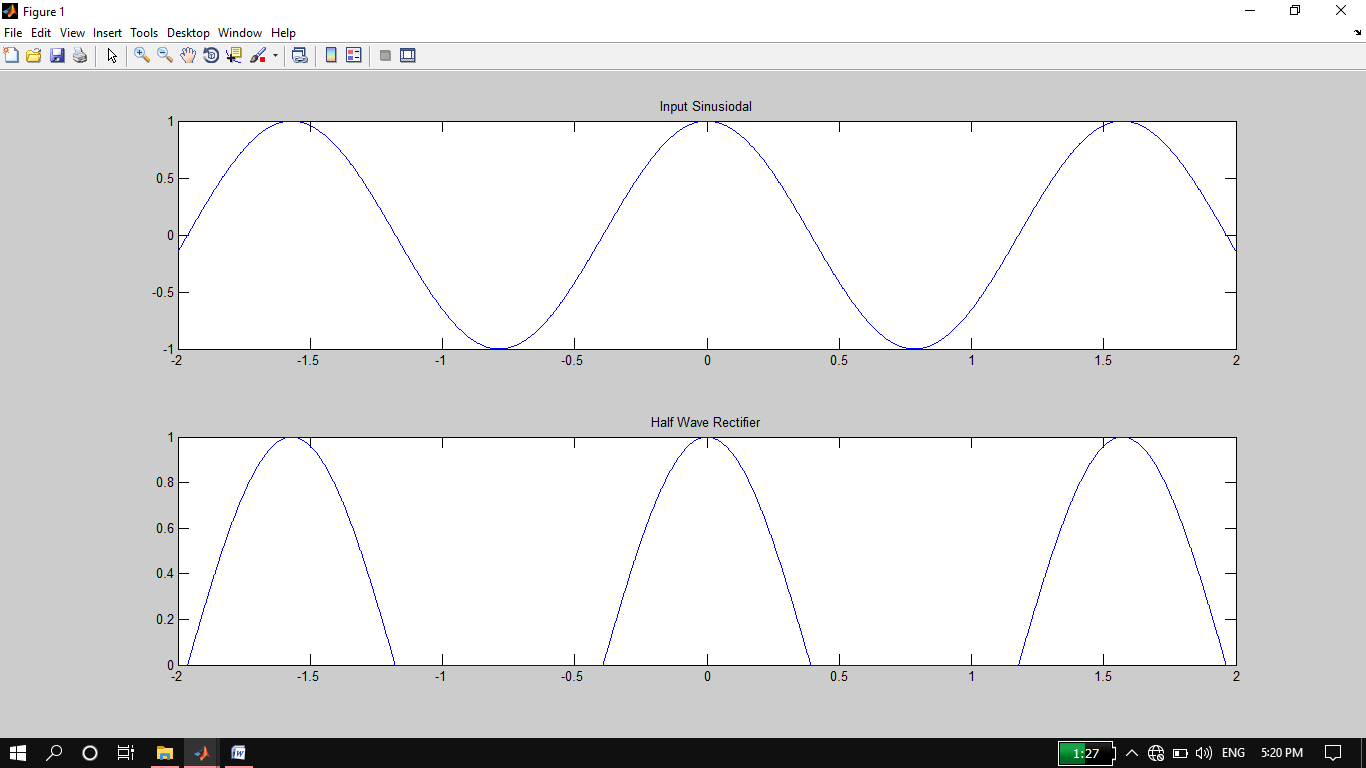 Figure 1
File Edit View Insert Tools Desktop Window Help
Input Sinusiodal
1
0.5
0
-0.5
-1
-2 -1.5 -1 -0.5 0 0.5 1 1.5 2
Half Wave Rectifier
1
0.8
0.6
0.4
0.2
0
-2 -1.5 -1 -0.5 0 0.5 1 1.5 2
W 1:27 ENG 5:20 PM